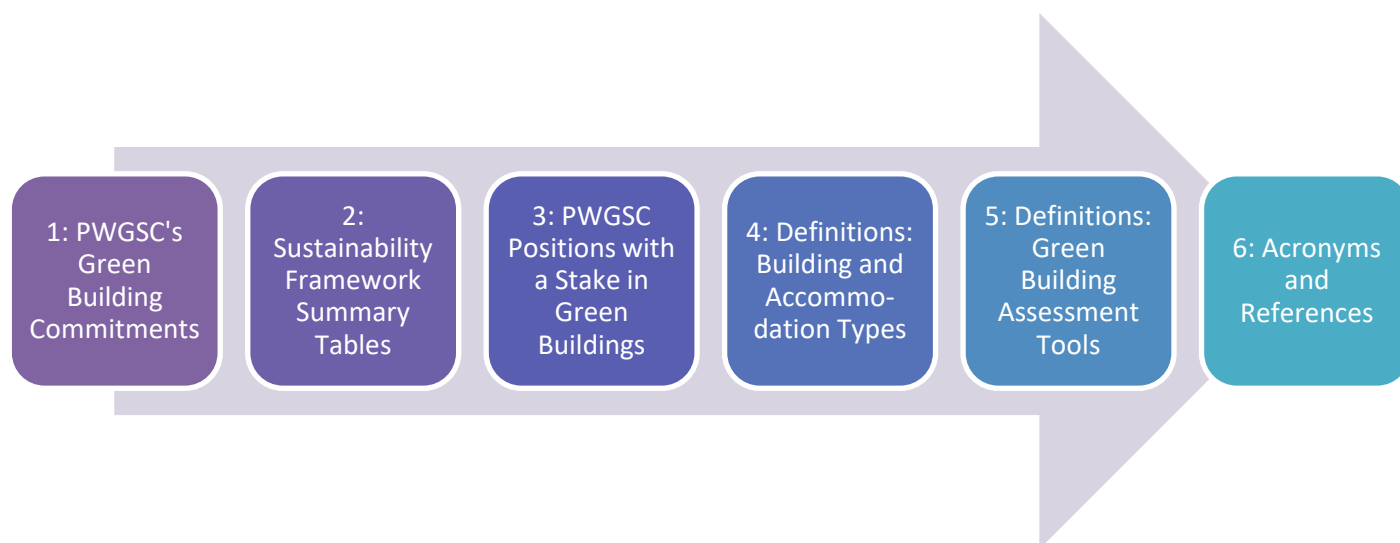 1: PWGSC's
Green
Building
Commitments
2:
Sustainability
Framework
Summary
Tables
3: PWGSC
Positions with
a Stake in
Green
Buildings
4: Definitions:
Building and
Accommo-
dation Types
5: Definitions:
Green
Building
Assessment
Tools
6: Acronyms
and
References